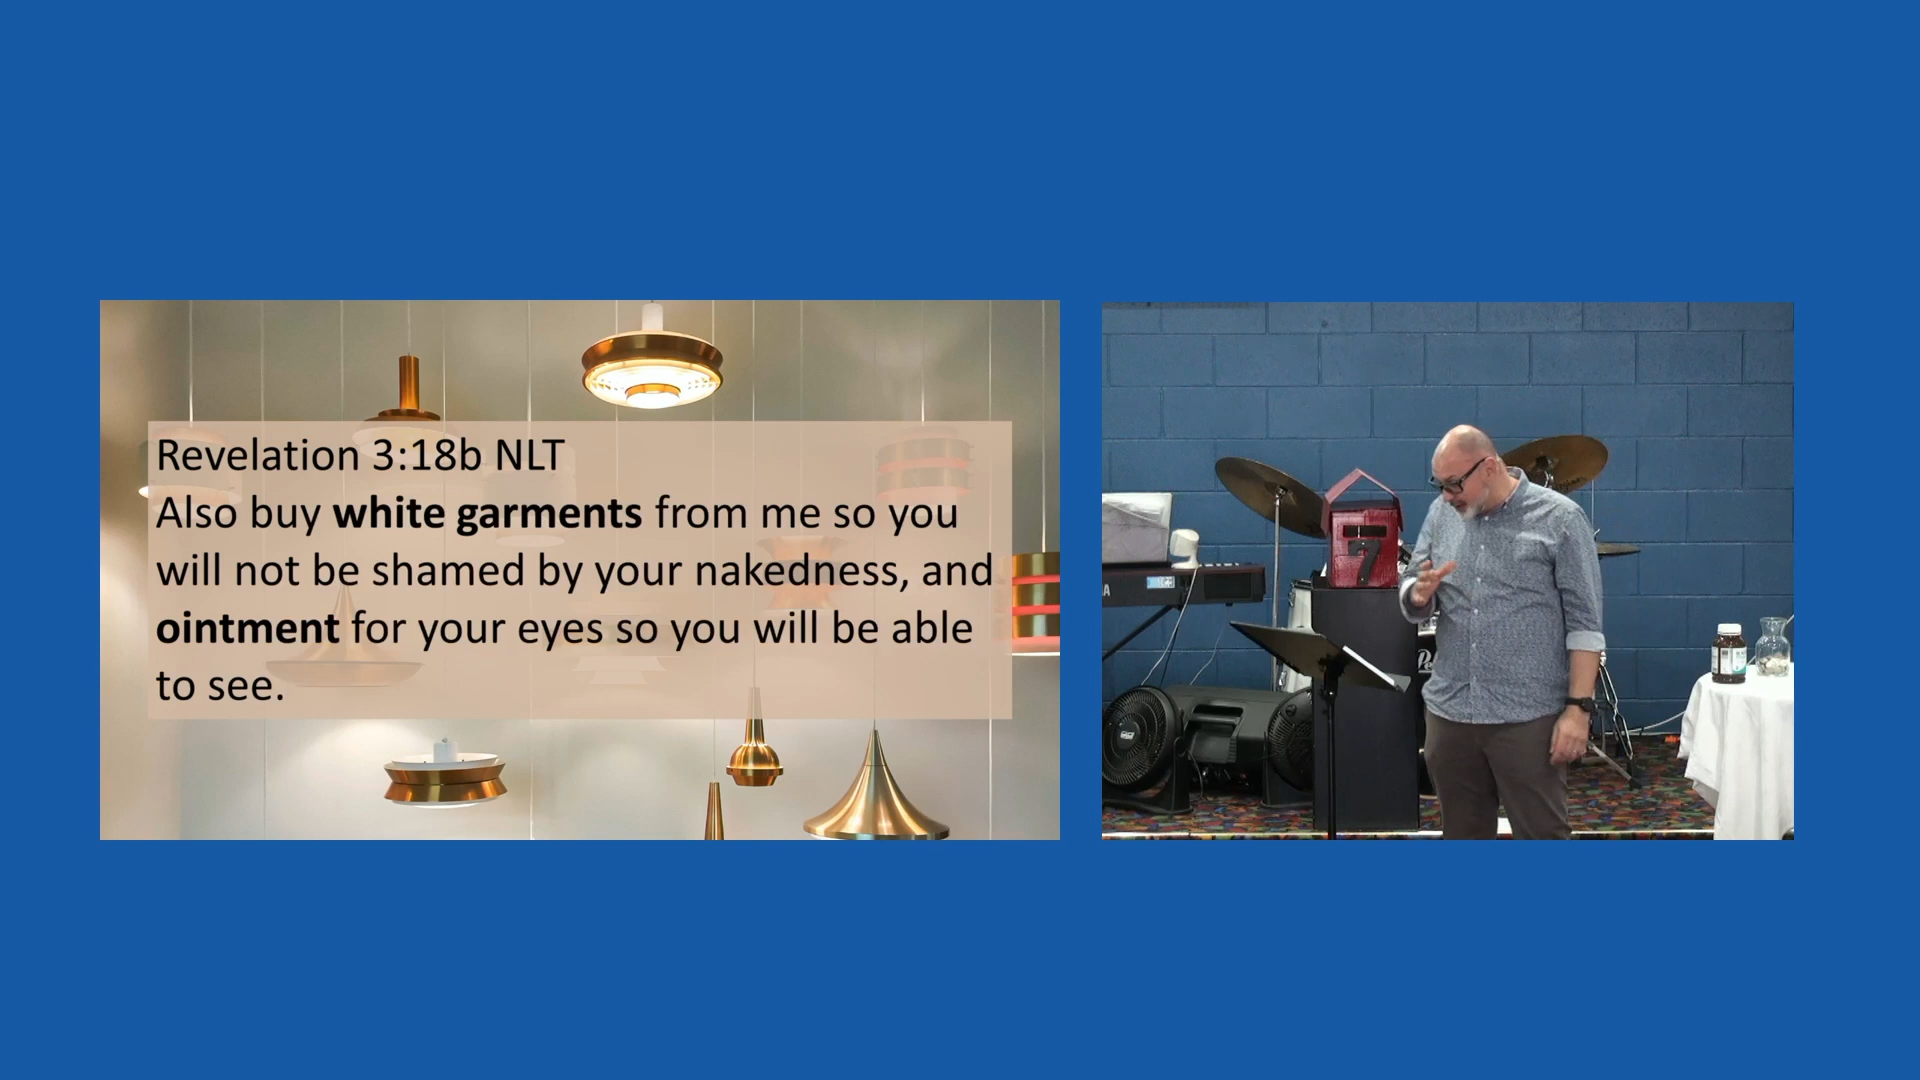 Revelation 3:18b NLT
Also buy white garments from me so you
will not be shamed by your nakedness, and
ointment for your eyes so you will be able
to see.
7